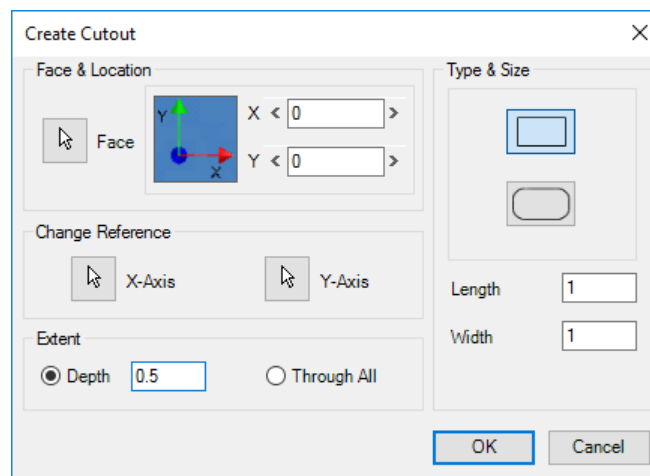 Create Cutout
Face & Location
Face
Y
X
X < 0 >
Y < 0 >
Change Reference
X-Axis
Y-Axis
Extent
Depth 0.5
Through All
Type & Size
Length 1
Width 1
OK
Cancel